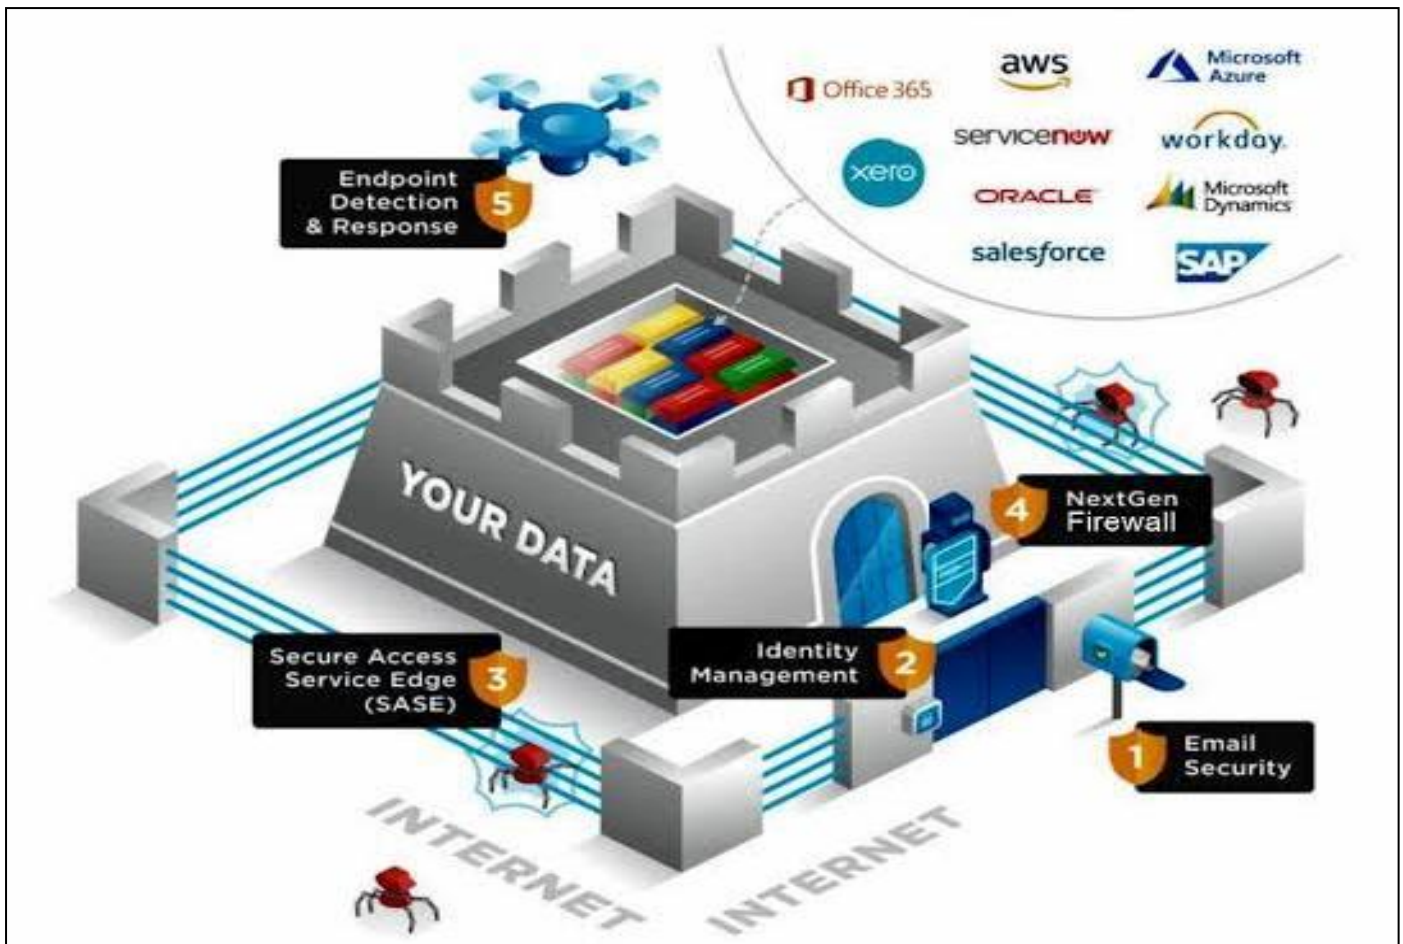 Office 365
aws
Microsoft
Azure
servicenow
workday.
xero
ORACLE
Microsoft
Dynamics
salesforce
SAP
Endpoint
Detection
& Response
5
YOUR DATA
4
NextGen
Firewall
Identity
Management
2
Secure Access
Service Edge
(SASE)
3
1
Email
Security
INTERNET
INTERNET